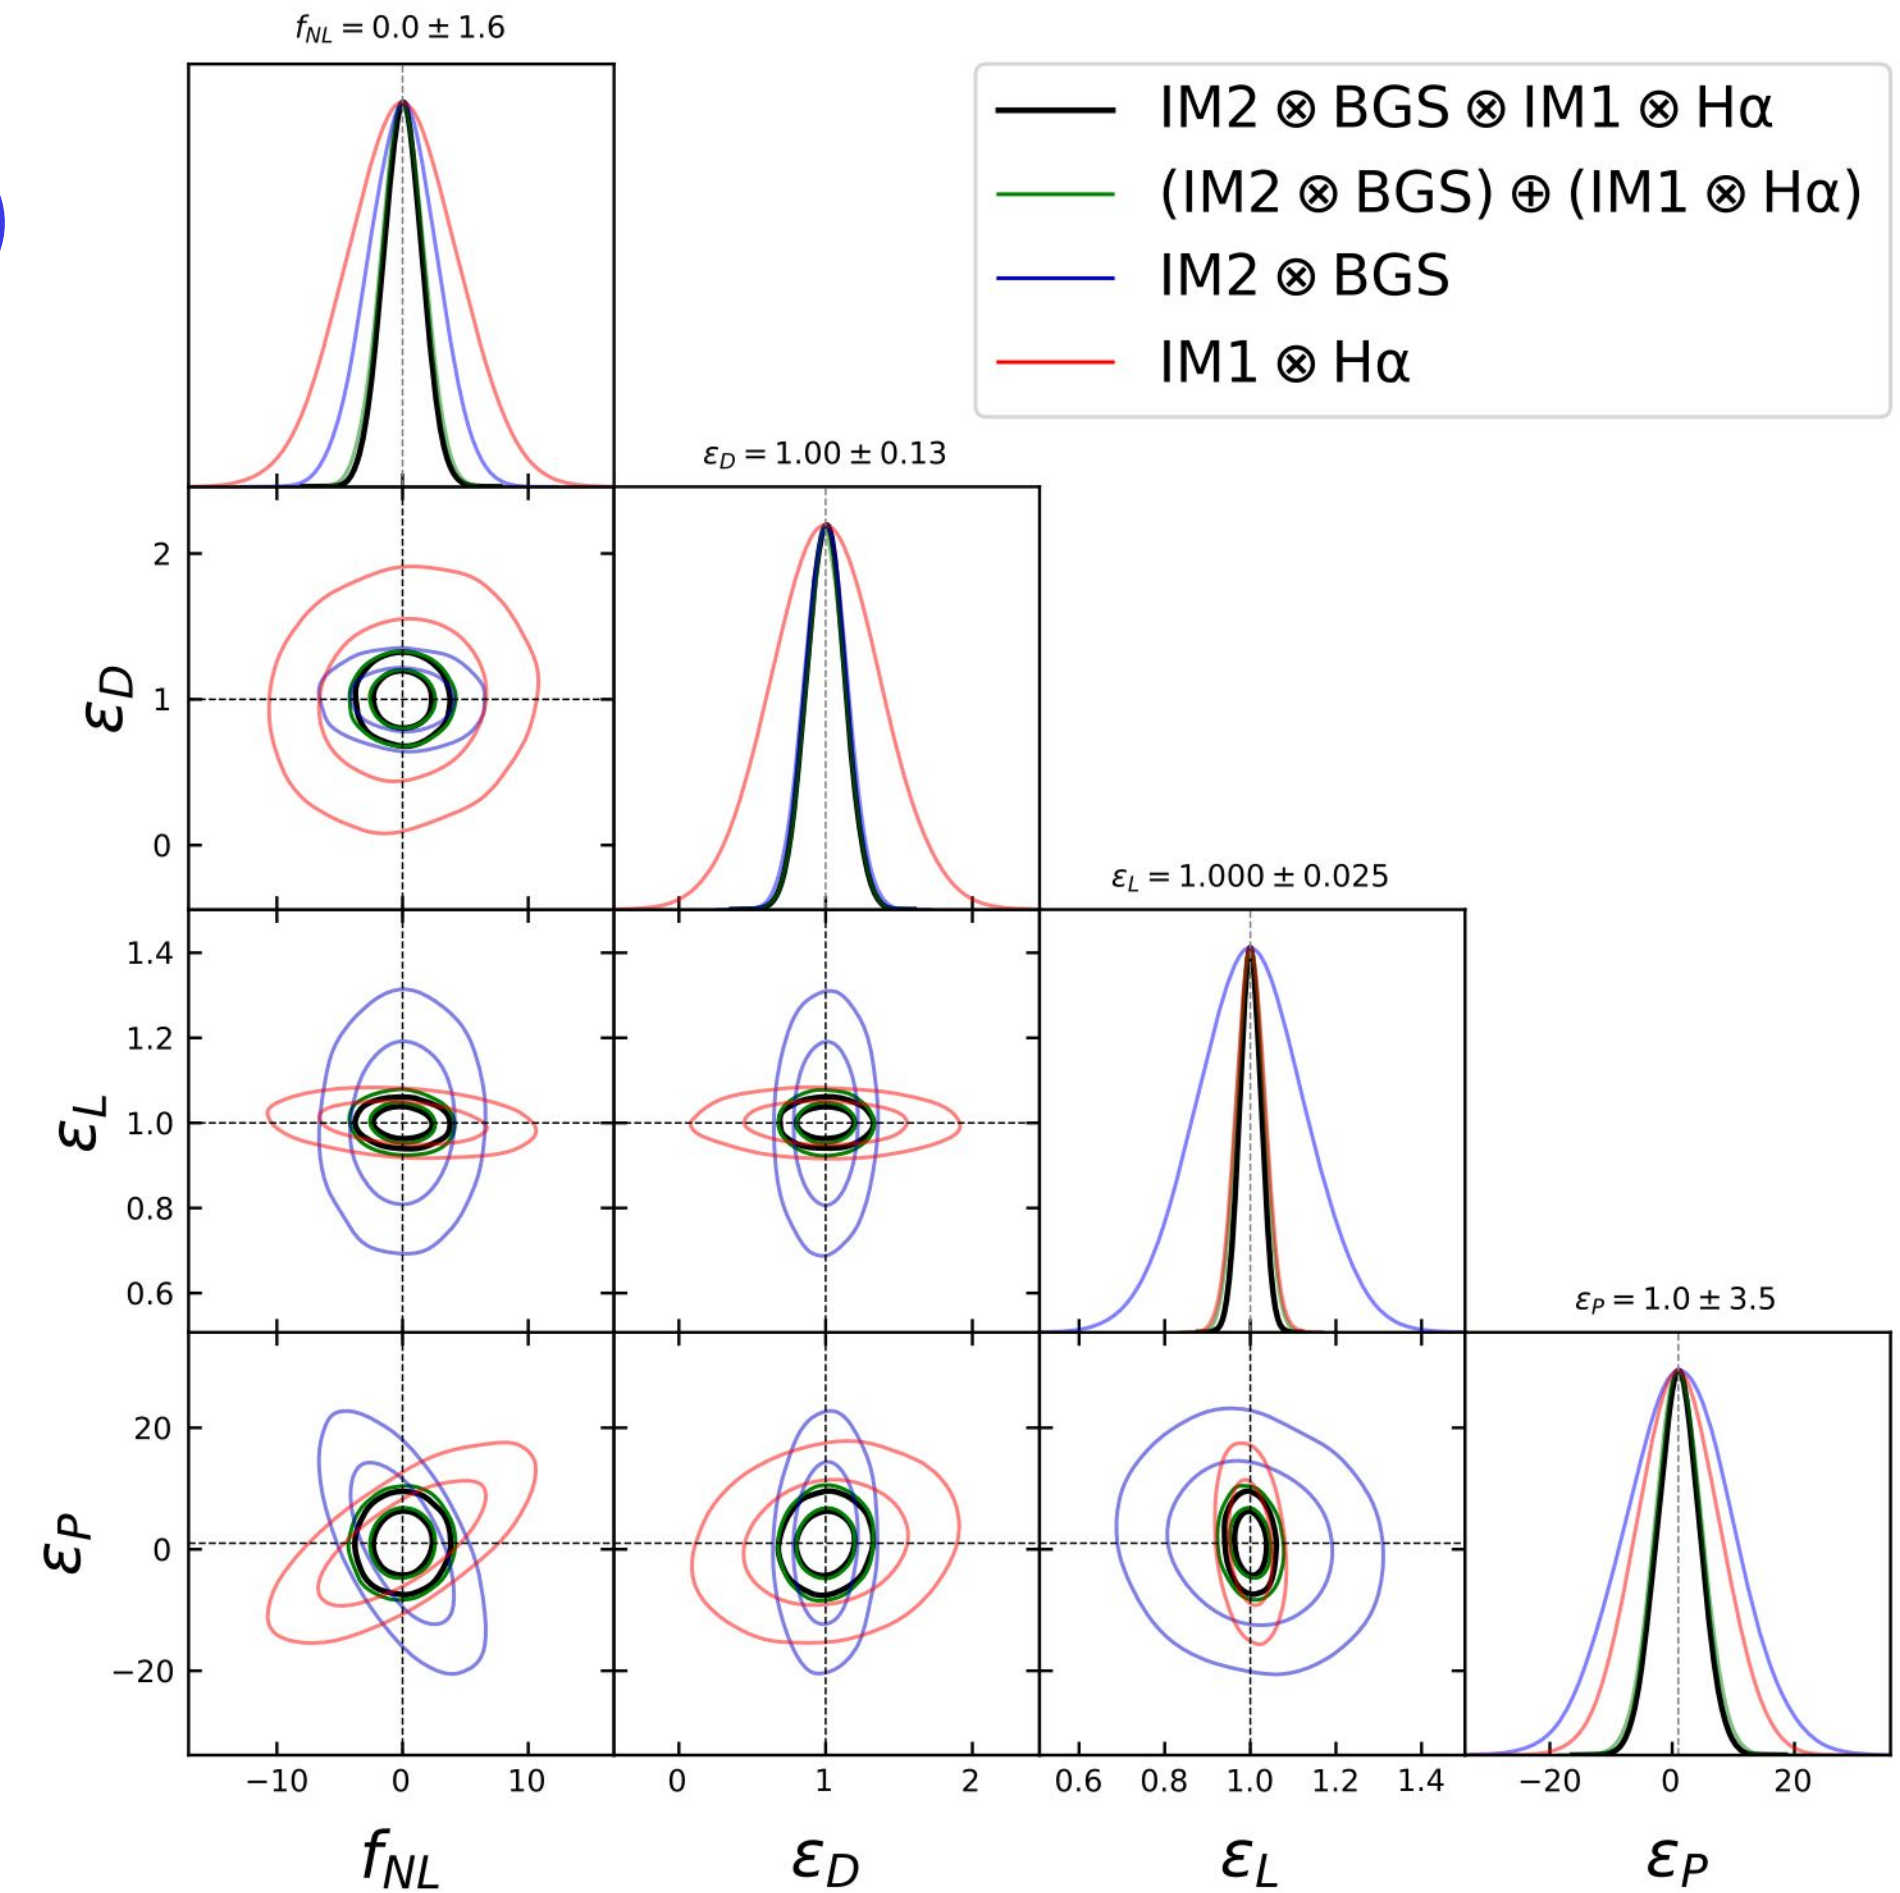 f_NL = 0.0 ± 1.6
IM2 ⊗ BGS ⊗ IM1 ⊗ Hα
(IM2 ⊗ BGS) ⊕ (IM1 ⊗ Hα)
IM2 ⊗ BGS
IM1 ⊗ Hα
ε_D = 1.00 ± 0.13
2
1
0
ε_D
ε_L = 1.000 ± 0.025
1.4
1.2
1.0
0.8
0.6
ε_L
ε_P = 1.0 ± 3.5
20
0
−20
ε_P
−10 0 10 0 1 2 0.6 0.8 1.0 1.2 1.4 −20 0 20
f_NL ε_D ε_L ε_P